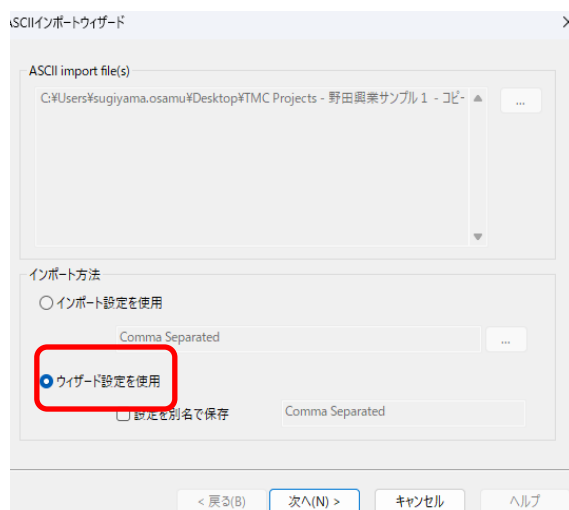 ASCIIインポートウィザード
ASCII import file(s)
C:¥Users¥sugiyama.osamu¥Desktop¥TMC Projects - 野田興業サンプル 1 - コピー
...
インポート方法
インポート設定を使用
Comma Separated
...
ウィザード設定を使用
設定を別名で保存
Comma Separated
< 戻る(B)
次へ(N) >
キャンセル
ヘルプ